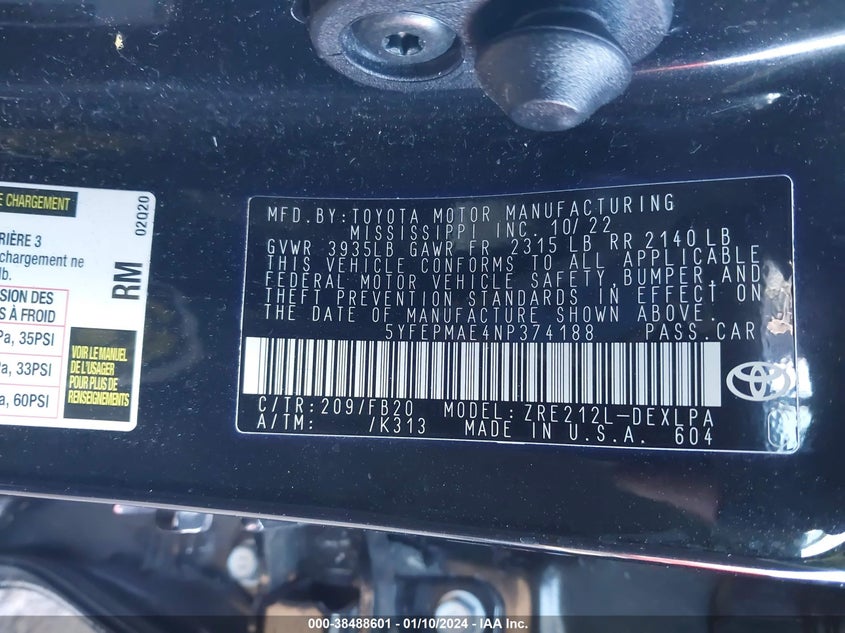 E CHARGEMENT
RIÈRE 3
chargement ne
lb.
SION DES
S À FROID
Pa, 35PSI
Pa, 33PSI
a, 60PSI
VOIR LE MANUEL
DE L'USAGER
POUR PLUS DE
RENSEIGNEMENTS
RM
02020
MFD. BY: TOYOTA MOTOR MANUFACTURING
MISSISSIPPI INC. 10/22
GVWR 3935LB GAWR FR 2315 LB RR 2140 LB
THIS VEHICLE CONFORMS TO ALL APPLICABLE
FEDERAL MOTOR VEHICLE SAFETY, BUMPER, AND
THEFT PREVENTION STANDARDS IN EFFECT ON
THE DATE OF MANUFACTURE SHOWN ABOVE.
5YFEPMAE4NP374188 PASS. CAR
C/TR: 209/FB20 MODEL: ZRE212L-DEXLPA
A/TM: /K313 MADE IN U.S.A. 604
000-38488601 - 01/10/2024 - IAA Inc.